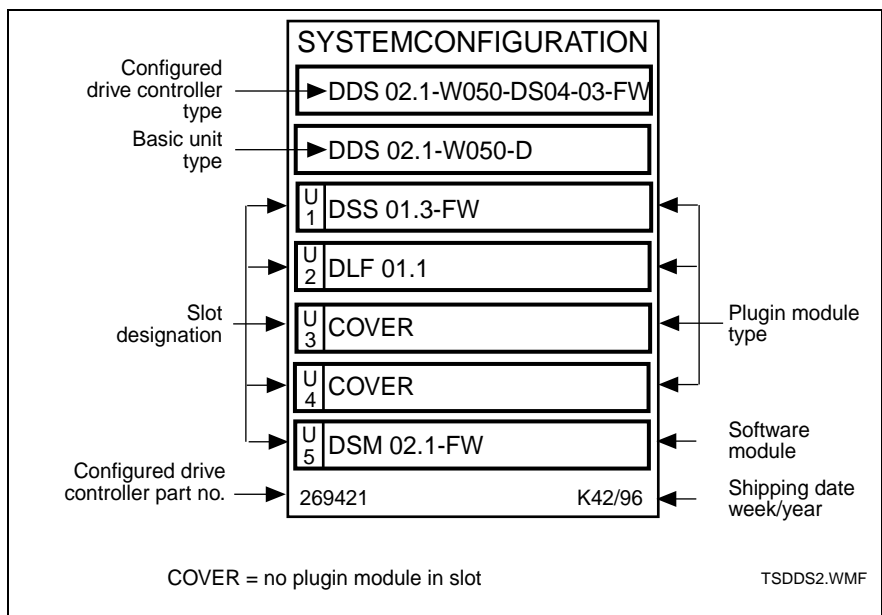 SYSTEMCONFIGURATION
Configured
drive controller
type
DDS 02.1-W050-DS04-03-FW
Basic unit
type
DDS 02.1-W050-D
U
1
DSS 01.3-FW
U
2
DLF 01.1
Slot
designation
U
3
COVER
Plugin module
type
U
4
COVER
U
5
DSM 02.1-FW
Software
module
Configured drive
controller part no.
269421
K42/96
Shipping date
week/year
COVER = no plugin module in slot
TSDDS2.WMF